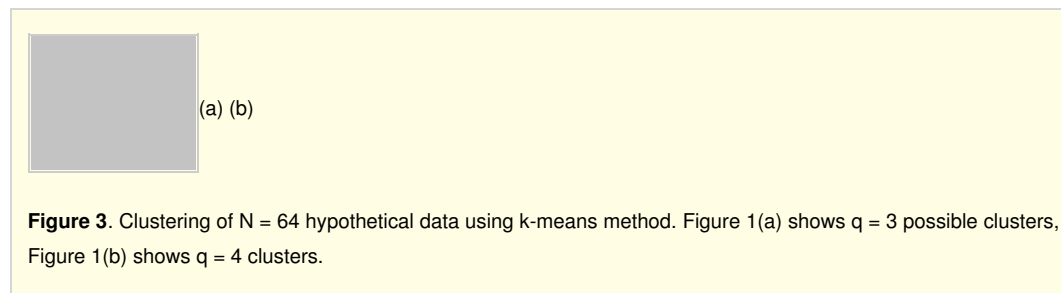 (a) (b)
Figure 3. Clustering of N = 64 hypothetical data using k-means method. Figure 1(a) shows q = 3 possible clusters,
Figure 1(b) shows q = 4 clusters.